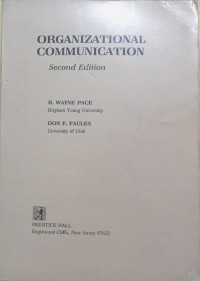 ORGANIZATIONAL
COMMUNICATION
Second Edition
R. WAYNE PACE
Brigham Young University
DON F. FAULES
University of Utah
PRENTICE HALL
Englewood Cliffs, New Jersey 07632